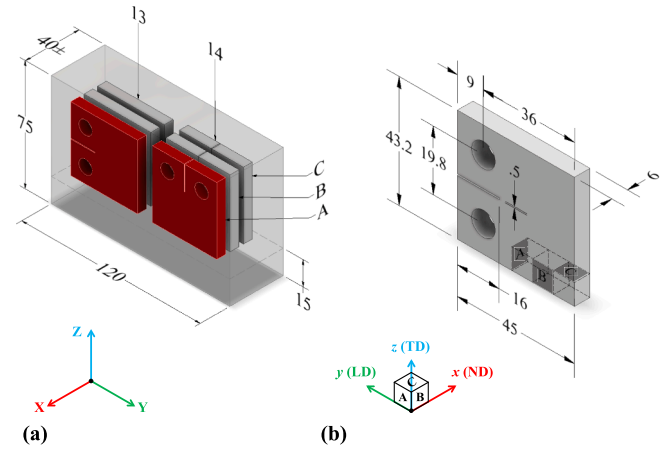 13
14
40±
75
C
B
A
120
15
Z
X
Y
(a)
9
36
43.2
19.8
.5
6
A
B
C
16
45
z (TD)
y (LD)
x (ND)
C
A
B
(b)